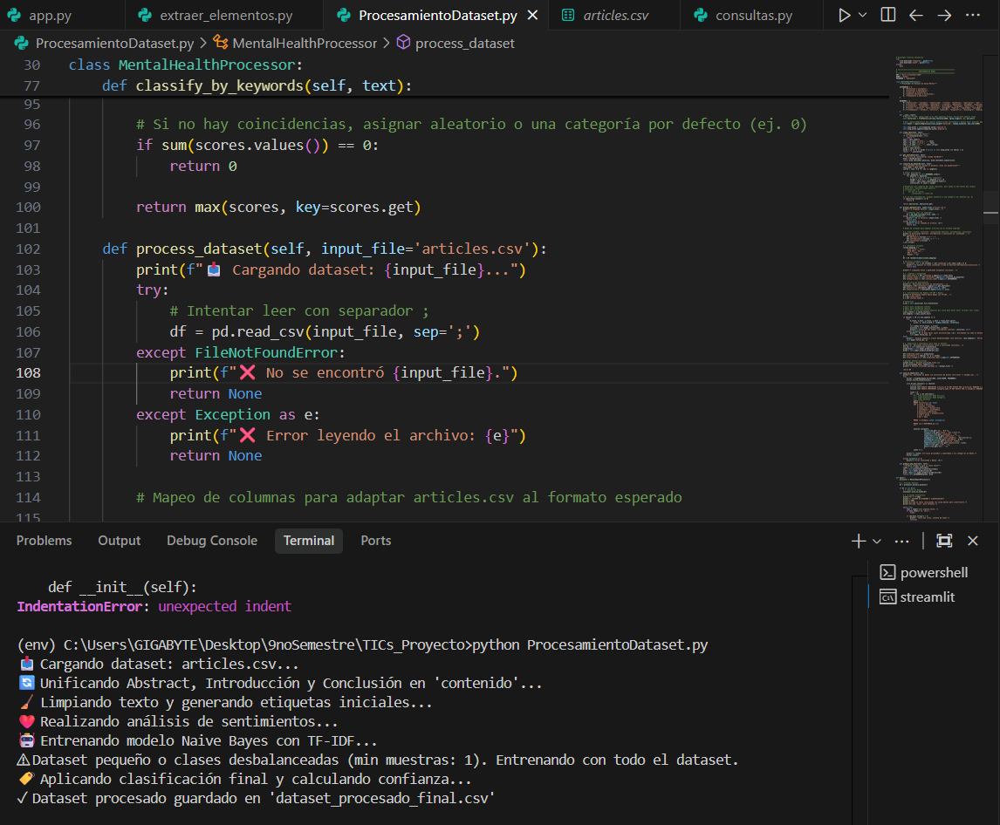 app.py extraer_elementos.py ProcesamientoDataset.py articles.csv consultas.py
ProcesamientoDataset.py > MentalHealthProcessor > process_dataset
30 class MentalHealthProcessor:
77 def classify_by_keywords(self, text):
95
96 # Si no hay coincidencias, asignar aleatorio o una categoría por defecto (ej. 0)
97 if sum(scores.values()) == 0:
98 return 0
99
100 return max(scores, key=scores.get)
101
102 def process_dataset(self, input_file='articles.csv'):
103 print(f"📥 Cargando dataset: {input_file}...")
104 try:
105 # Intentar leer con separador ;
106 df = pd.read_csv(input_file, sep=';')
107 except FileNotFoundError:
108 print(f"❌ No se encontró {input_file}.")
109 return None
110 except Exception as e:
111 print(f"❌ Error leyendo el archivo: {e}")
112 return None
113
114 # Mapeo de columnas para adaptar articles.csv al formato esperado
115
Problems Output Debug Console Terminal Ports
powershell
streamlit
def __init__(self):
IndentationError: unexpected indent
(env) C:\Users\GIGABYTE\Desktop\9noSemestre\TICs_Proyecto>python ProcesamientoDataset.py
📥 Cargando dataset: articles.csv...
🔄 Unificando Abstract, Introducción y Conclusión en 'contenido'...
🧹 Limpiando texto y generando etiquetas iniciales...
❤️ Realizando análisis de sentimientos...
🤖 Entrenando modelo Naive Bayes con TF-IDF...
⚠️Dataset pequeño o clases desbalanceadas (min muestras: 1). Entrenando con todo el dataset.
🏷️ Aplicando clasificación final y calculando confianza...
✓ Dataset procesado guardado en 'dataset_procesado_final.csv'